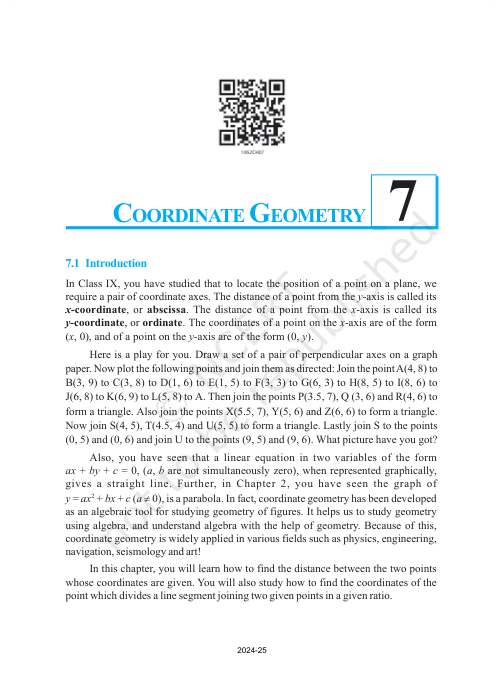 1062CH07
COORDINATE GEOMETRY 7
7.1 Introduction
In Class IX, you have studied that to locate the position of a point on a plane, we
require a pair of coordinate axes. The distance of a point from the y-axis is called its
x-coordinate, or abscissa. The distance of a point from the x-axis is called its
y-coordinate, or ordinate. The coordinates of a point on the x-axis are of the form
(x, 0), and of a point on the y-axis are of the form (0, y).
Here is a play for you. Draw a set of a pair of perpendicular axes on a graph
paper. Now plot the following points and join them as directed: Join the point A(4, 8) to
B(3, 9) to C(3, 8) to D(1, 6) to E(1, 5) to F(3, 3) to G(6, 3) to H(8, 5) to I(8, 6) to
J(6, 8) to K(6, 9) to L(5, 8) to A. Then join the points P(3.5, 7), Q (3, 6) and R(4, 6) to
form a triangle. Also join the points X(5.5, 7), Y(5, 6) and Z(6, 6) to form a triangle.
Now join S(4, 5), T(4.5, 4) and U(5, 5) to form a triangle. Lastly join S to the points
(0, 5) and (0, 6) and join U to the points (9, 5) and (9, 6). What picture have you got?
Also, you have seen that a linear equation in two variables of the form
ax + by + c = 0, (a, b are not simultaneously zero), when represented graphically,
gives a straight line. Further, in Chapter 2, you have seen the graph of
y = ax² + bx + c (a ≠ 0), is a parabola. In fact, coordinate geometry has been developed
as an algebraic tool for studying geometry of figures. It helps us to study geometry
using algebra, and understand algebra with the help of geometry. Because of this,
coordinate geometry is widely applied in various fields such as physics, engineering,
navigation, seismology and art!
In this chapter, you will learn how to find the distance between the two points
whose coordinates are given. You will also study how to find the coordinates of the
point which divides a line segment joining two given points in a given ratio.
2024-25
not to be republished